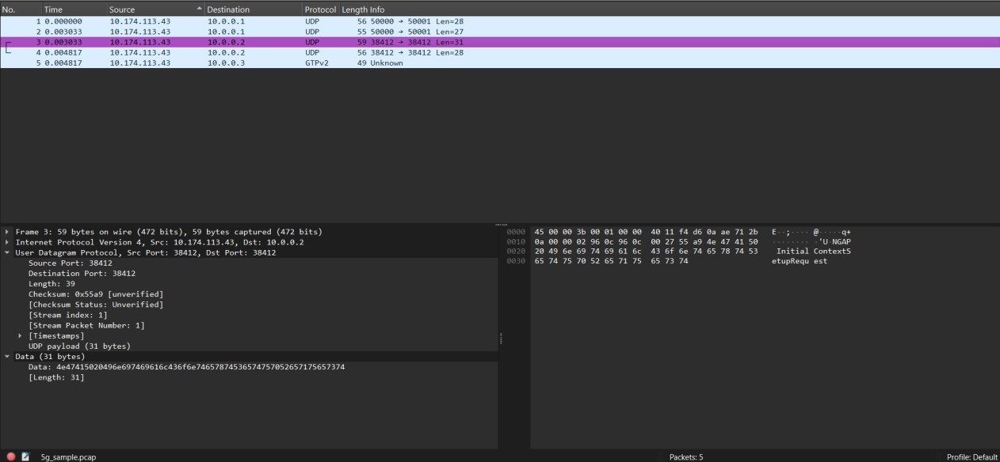 No. Time Source Destination Protocol Length Info
1 0.000000 10.174.113.43 10.0.0.1 UDP 56 50000 → 50001 Len=28
2 0.003033 10.174.113.43 10.0.0.1 UDP 55 50000 → 50001 Len=27
3 0.003033 10.174.113.43 10.0.0.2 UDP 59 38412 → 38412 Len=31
4 0.004817 10.174.113.43 10.0.0.2 UDP 56 38412 → 38412 Len=28
5 0.004817 10.174.113.43 10.0.0.3 GTPv2 49 Unknown
Frame 3: 59 bytes on wire (472 bits), 59 bytes captured (472 bits)
Internet Protocol Version 4, Src: 10.174.113.43, Dst: 10.0.0.2
User Datagram Protocol, Src Port: 38412, Dst Port: 38412
Source Port: 38412
Destination Port: 38412
Length: 39
Checksum: 0x55a9 [unverified]
[Checksum Status: Unverified]
[Stream index: 1]
[Stream Packet Number: 1]
[Timestamps]
UDP payload (31 bytes)
Data (31 bytes)
Data: 4e47415020496e697469616c436f6e74657874536574757052657175657374
[Length: 31]
0000 45 00 00 3b 00 01 00 00 40 11 f4 d6 0a ae 71 2b E··;···· @·····q+
0010 0a 00 00 02 96 0c 96 0c 00 27 55 a9 4e 47 41 50 ········ ·'U·NGAP
0020 20 49 6e 69 74 69 61 6c 43 6f 6e 74 65 78 74 53 Initial ContextS
0030 65 74 75 70 52 65 71 75 65 73 74 etupRequ est
5g_sample.pcap Packets: 5 Profile: Default